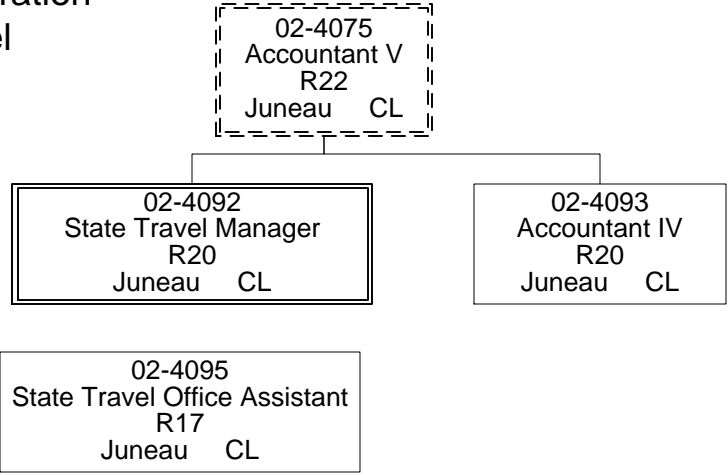 02-4075
Accountant V
R22
Juneau CL
02-4092
State Travel Manager
R20
Juneau CL
02-4093
Accountant IV
R20
Juneau CL
02-4095
State Travel Office Assistant
R17
Juneau CL